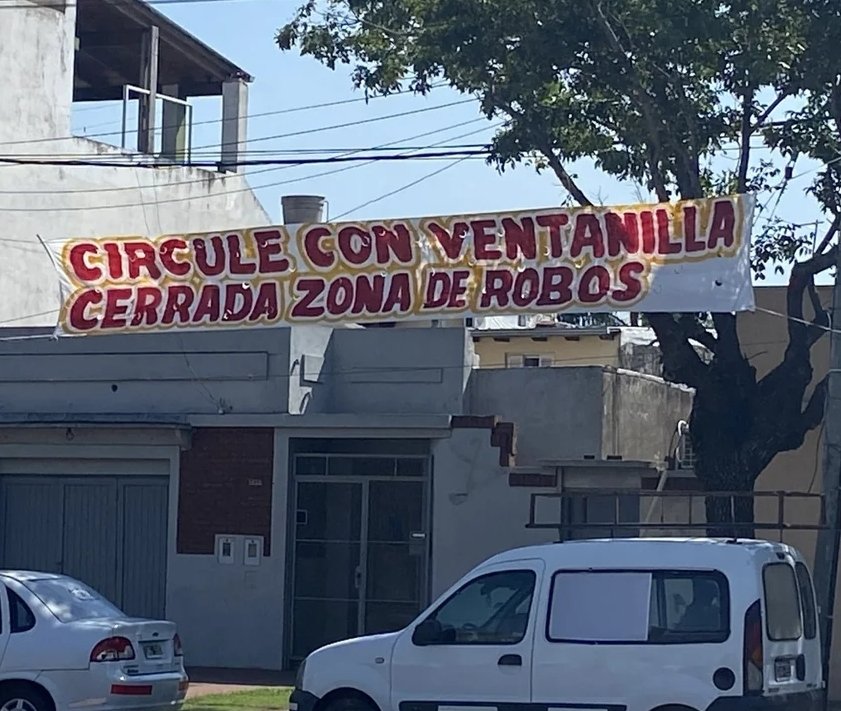 CIRCULE CON VENTANILLA
CERRADA ZONA DE ROBOS